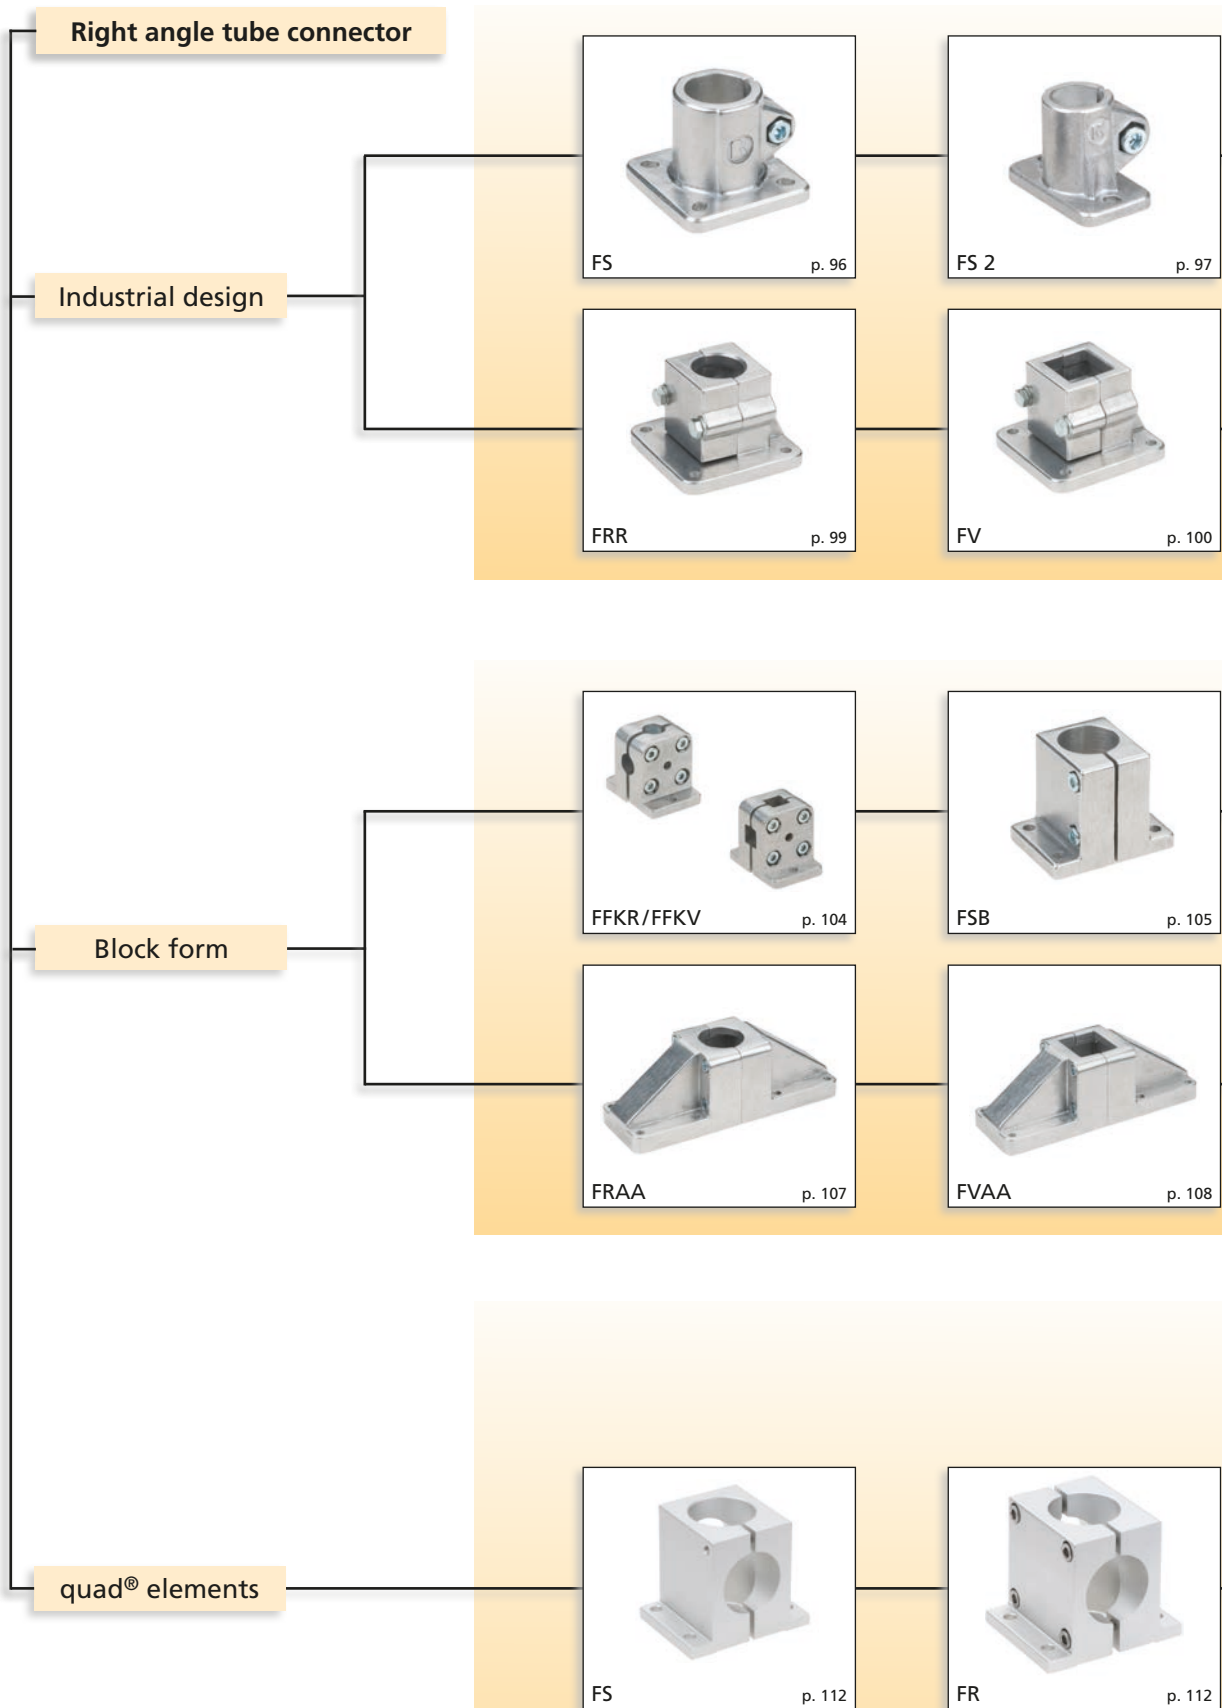 Right angle tube connector
FS p. 96
FS 2 p. 97
Industrial design
FRR p. 99
FV p. 100
FFKR/FFKV p. 104
FSB p. 105
Block form
FRAA p. 107
FVAA p. 108
quad® elements
FS p. 112
FR p. 112